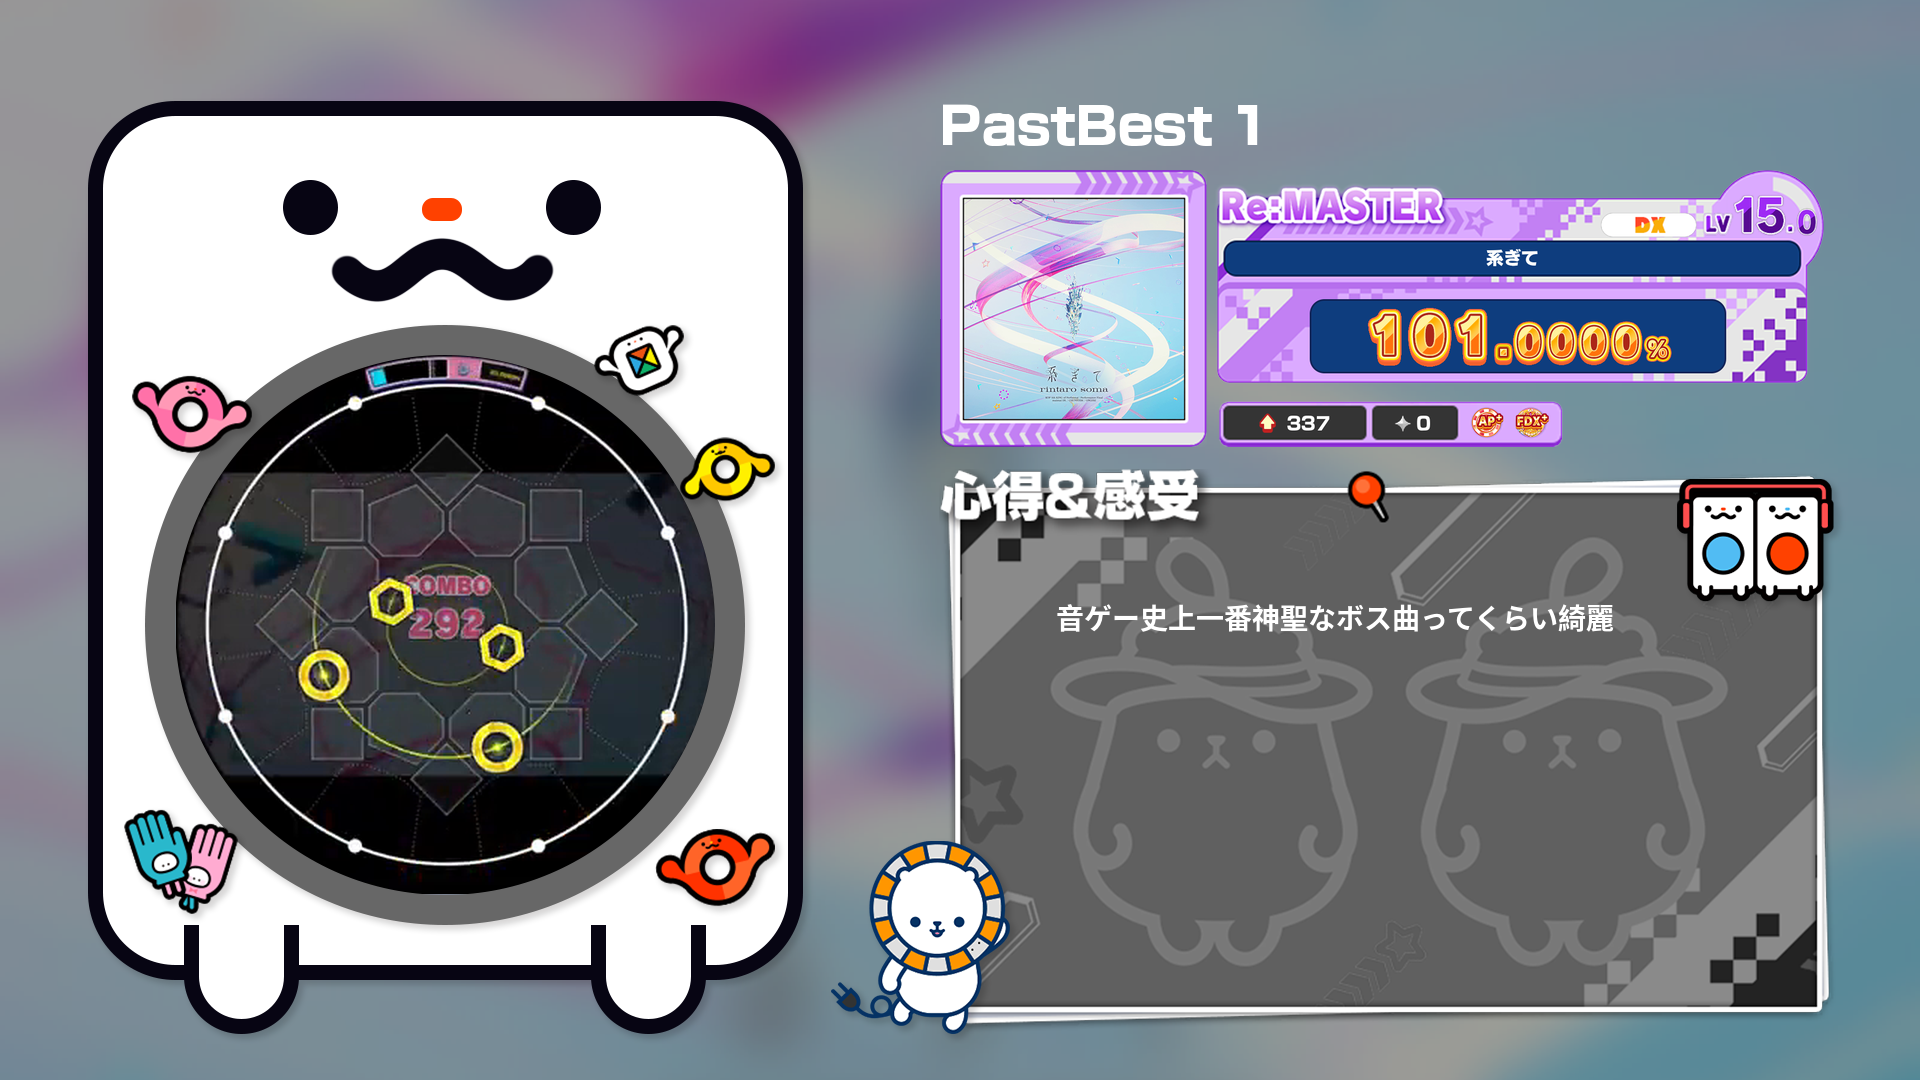 PastBest 1
Re:MASTER
DX
LV 15.0
系ぎて
101.0000%
337
0
AP+
FDX+
系ぎて
rintaro soma
COMBO
292
心得&感受
音ゲー史上一番神聖なボス曲ってくらい綺麗